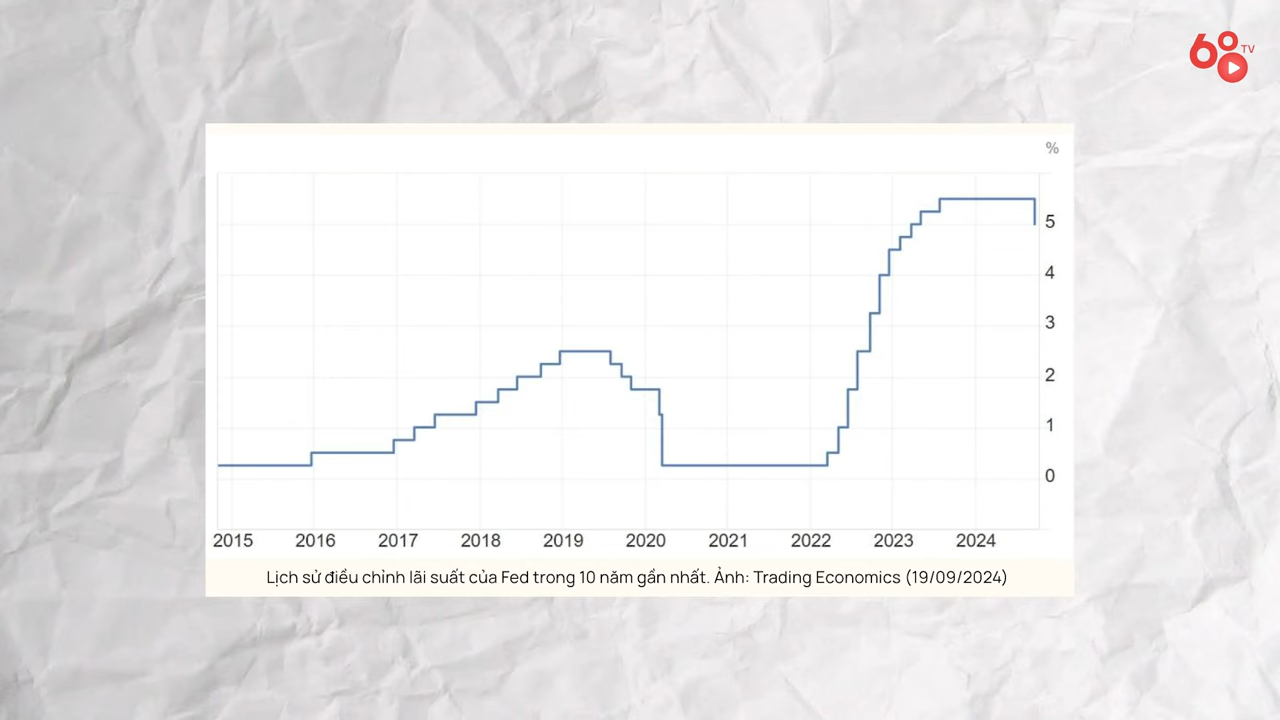 68 TV
%
5
4
3
2
1
0
2015 2016 2017 2018 2019 2020 2021 2022 2023 2024
Lịch sử điều chỉnh lãi suất của Fed trong 10 năm gần nhất. Ảnh: Trading Economics (19/09/2024)